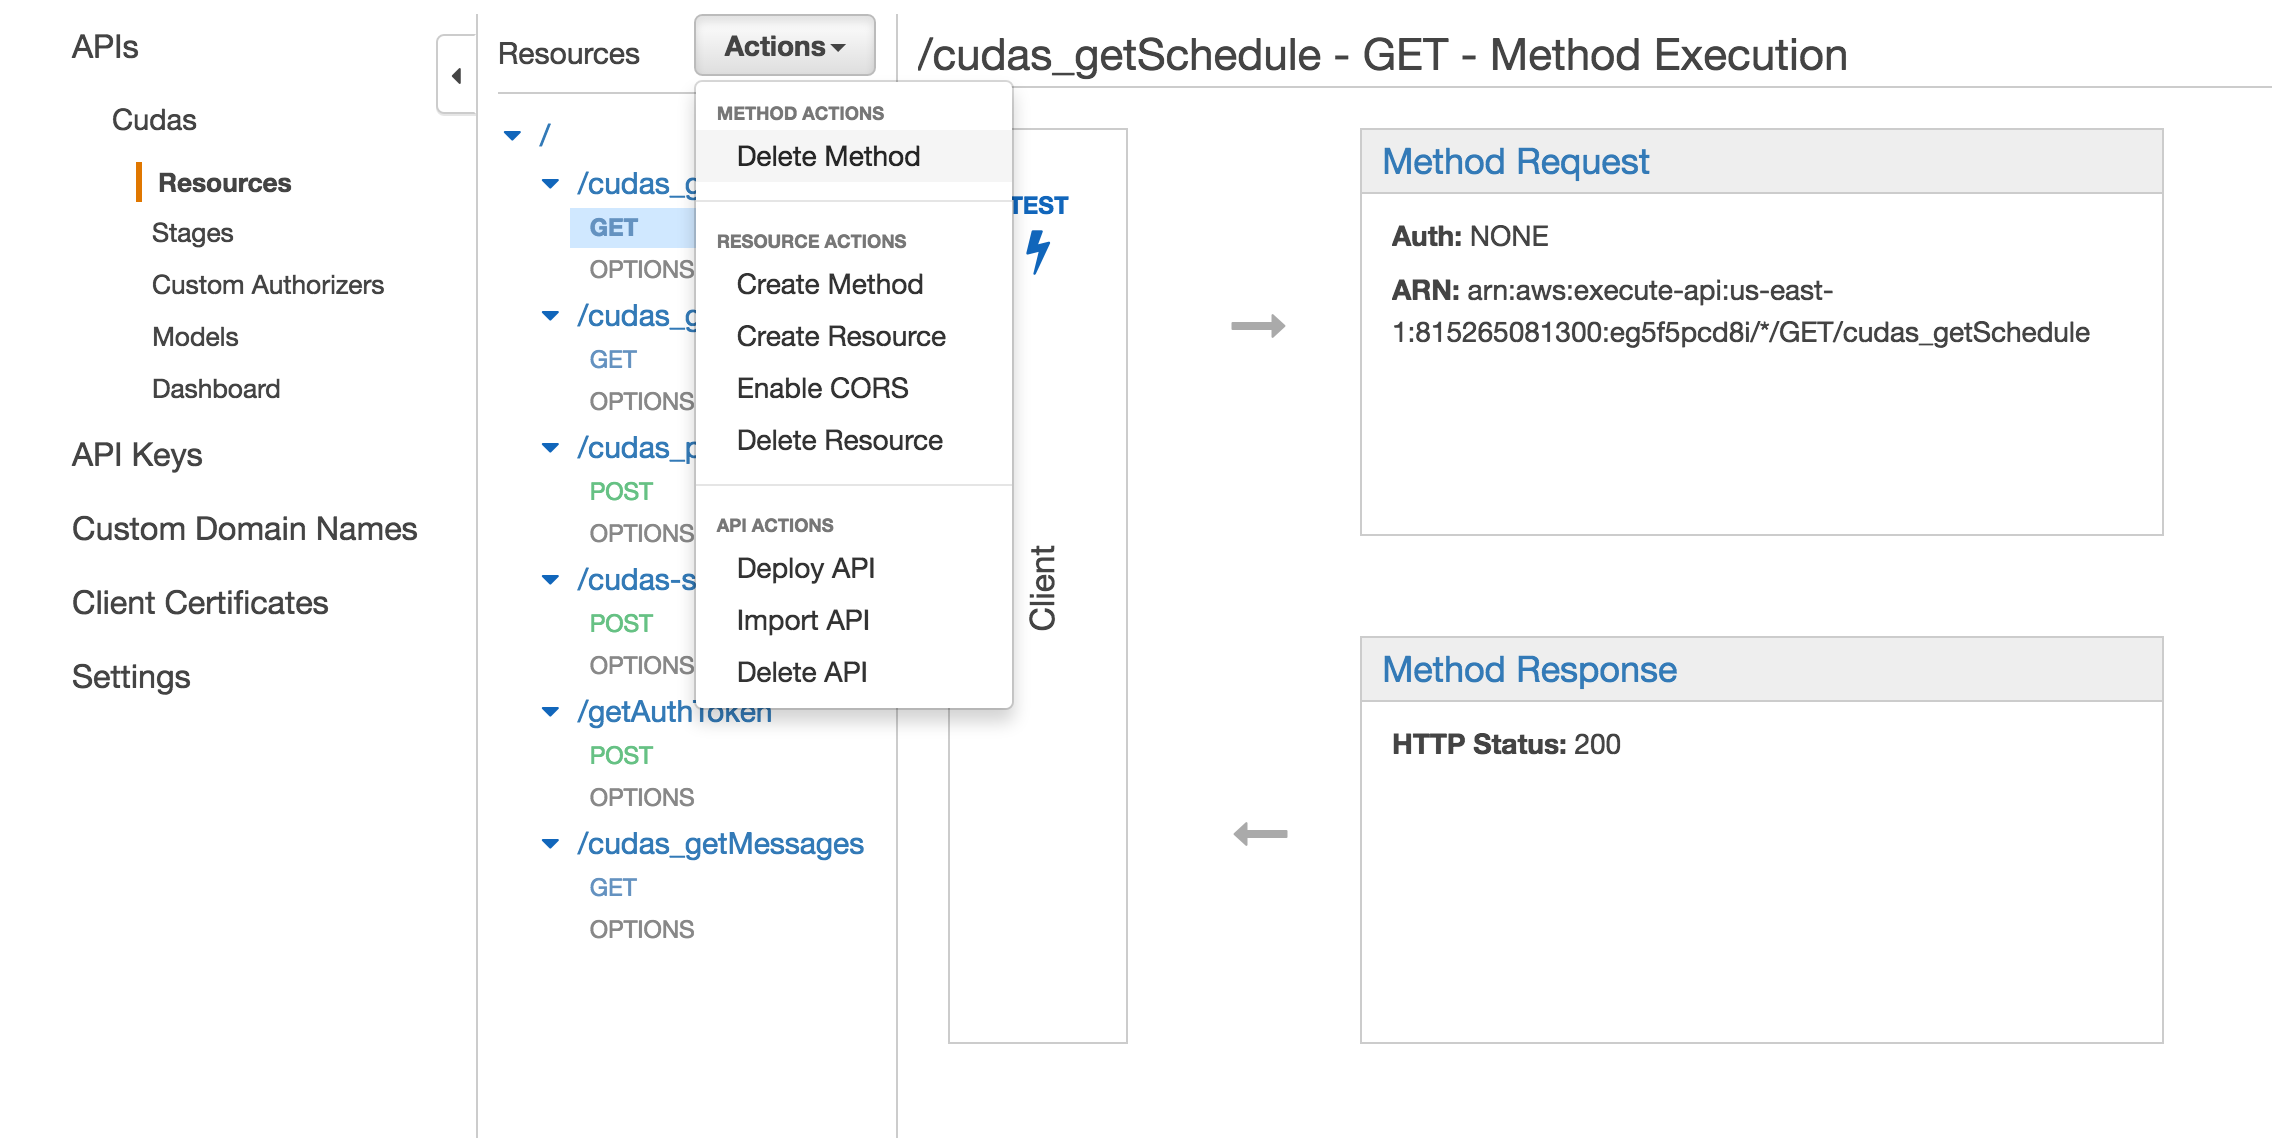 APIs
Cudas
Resources
Stages
Custom Authorizers
Models
Dashboard
API Keys
Custom Domain Names
Client Certificates
Settings
Resources
Actions
/
GET
OPTIONS
GET
OPTIONS
POST
OPTIONS
POST
OPTIONS
/getAuthToken
POST
OPTIONS
/cudas_getMessages
GET
OPTIONS
METHOD ACTIONS
Delete Method
RESOURCE ACTIONS
Create Method
Create Resource
Enable CORS
Delete Resource
API ACTIONS
Deploy API
Import API
Delete API
/cudas_getSchedule - GET - Method Execution
TEST
Client
Method Request
Auth: NONE
ARN: arn:aws:execute-api:us-east-
1:815265081300:eg5f5pcd8i/*/GET/cudas_getSchedule
Method Response
HTTP Status: 200